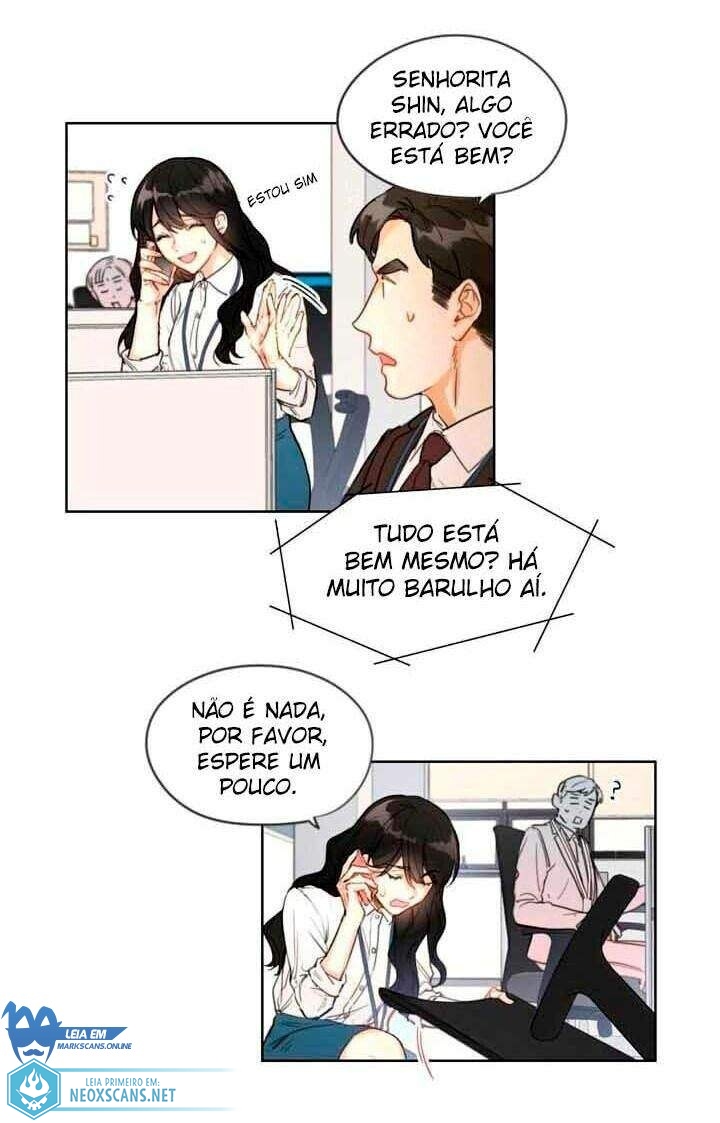 SENHORITA
SHIN, ALGO
ERRADO? VOCÊ
ESTÁ BEM?
ESTOU SIM
TUDO ESTÁ
BEM MESMO? HÁ
MUITO BARULHO AÍ.
NÃO É NADA,
POR FAVOR,
ESPERE UM
POUCO.
?
LEIA EM
MARKSCANS.ONLINE
LEIA PRIMEIRO EM:
NEOXSCANS.NET